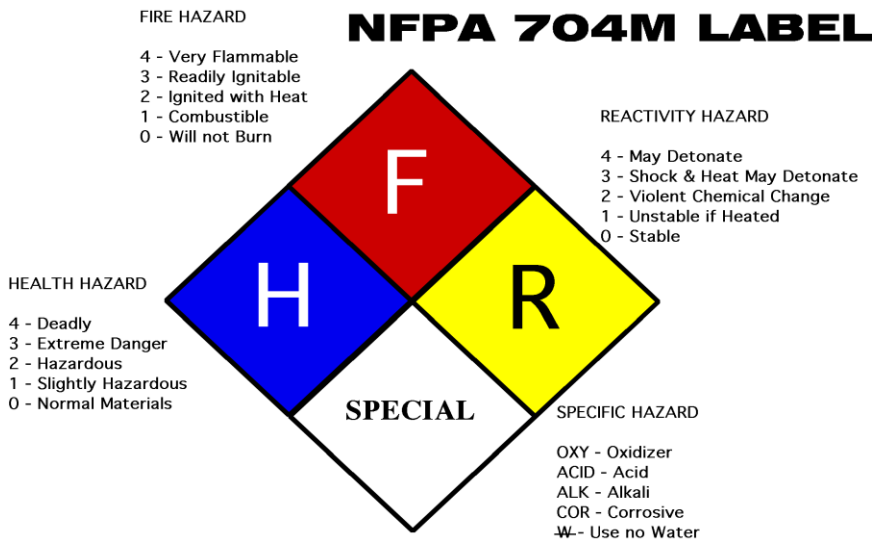 NFPA 704M LABEL
FIRE HAZARD
4 - Very Flammable
3 - Readily Ignitable
2 - Ignited with Heat
1 - Combustible
0 - Will not Burn
REACTIVITY HAZARD
4 - May Detonate
3 - Shock & Heat May Detonate
2 - Violent Chemical Change
1 - Unstable if Heated
0 - Stable
F
H
R
SPECIAL
HEALTH HAZARD
4 - Deadly
3 - Extreme Danger
2 - Hazardous
1 - Slightly Hazardous
0 - Normal Materials
SPECIFIC HAZARD
OXY - Oxidizer
ACID - Acid
ALK - Alkali
COR - Corrosive
W - Use no Water